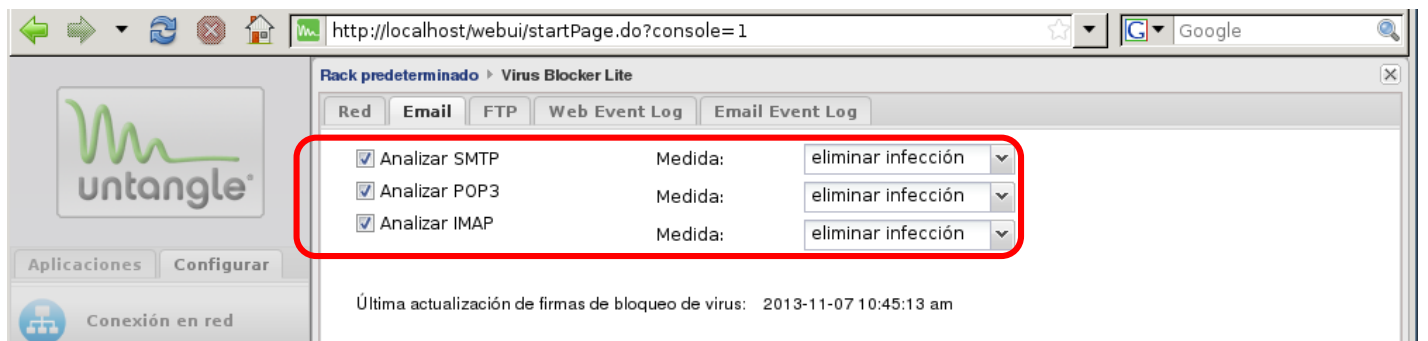 http://localhost/webui/startPage.do?console=1
Google
Rack predeterminado Virus Blocker Lite
Red Email FTP Web Event Log Email Event Log
untangle
Analizar SMTP Medida: eliminar infección
Analizar POP3 Medida: eliminar infección
Analizar IMAP Medida: eliminar infección
Aplicaciones Configurar
Última actualización de firmas de bloqueo de virus: 2013-11-07 10:45:13 am
Conexión en red